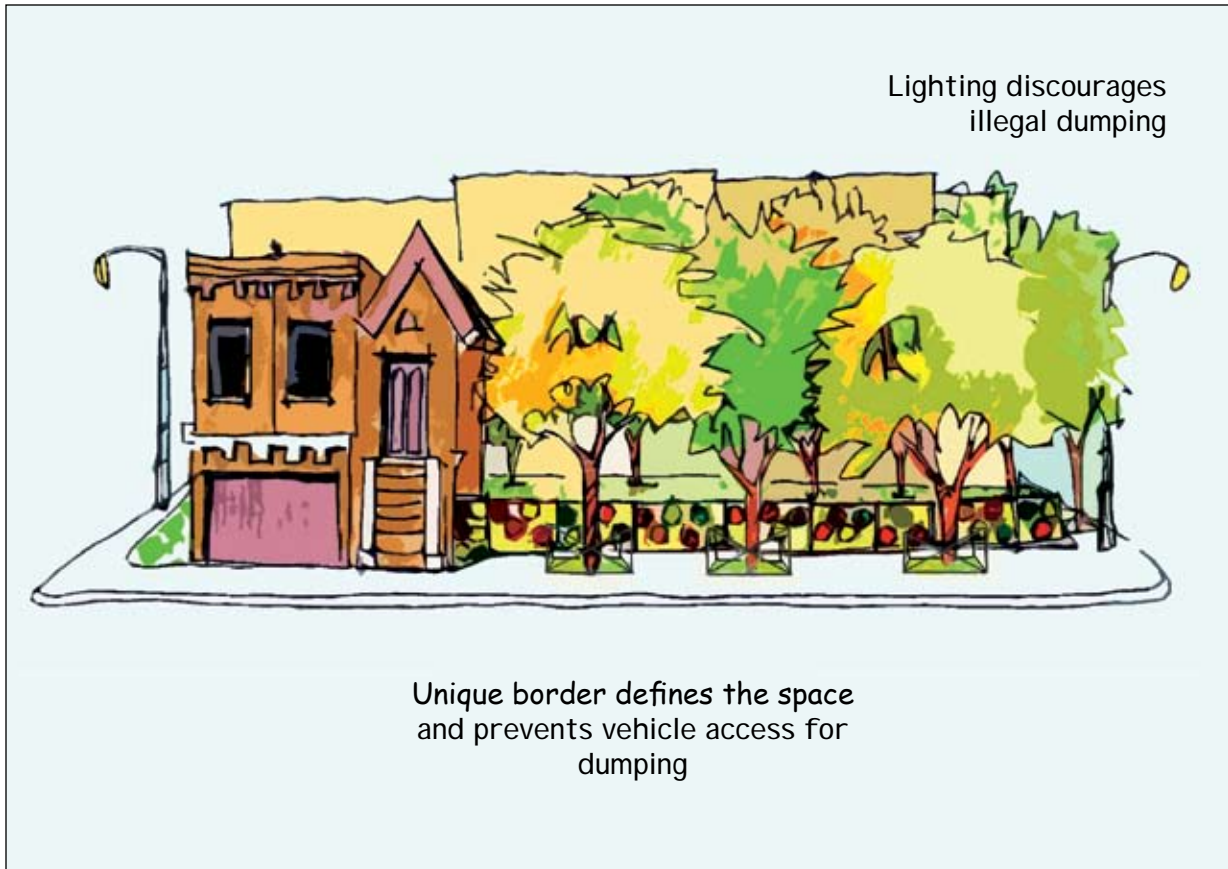 Lighting discourages
illegal dumping
Unique border defines the space
and prevents vehicle access for
dumping